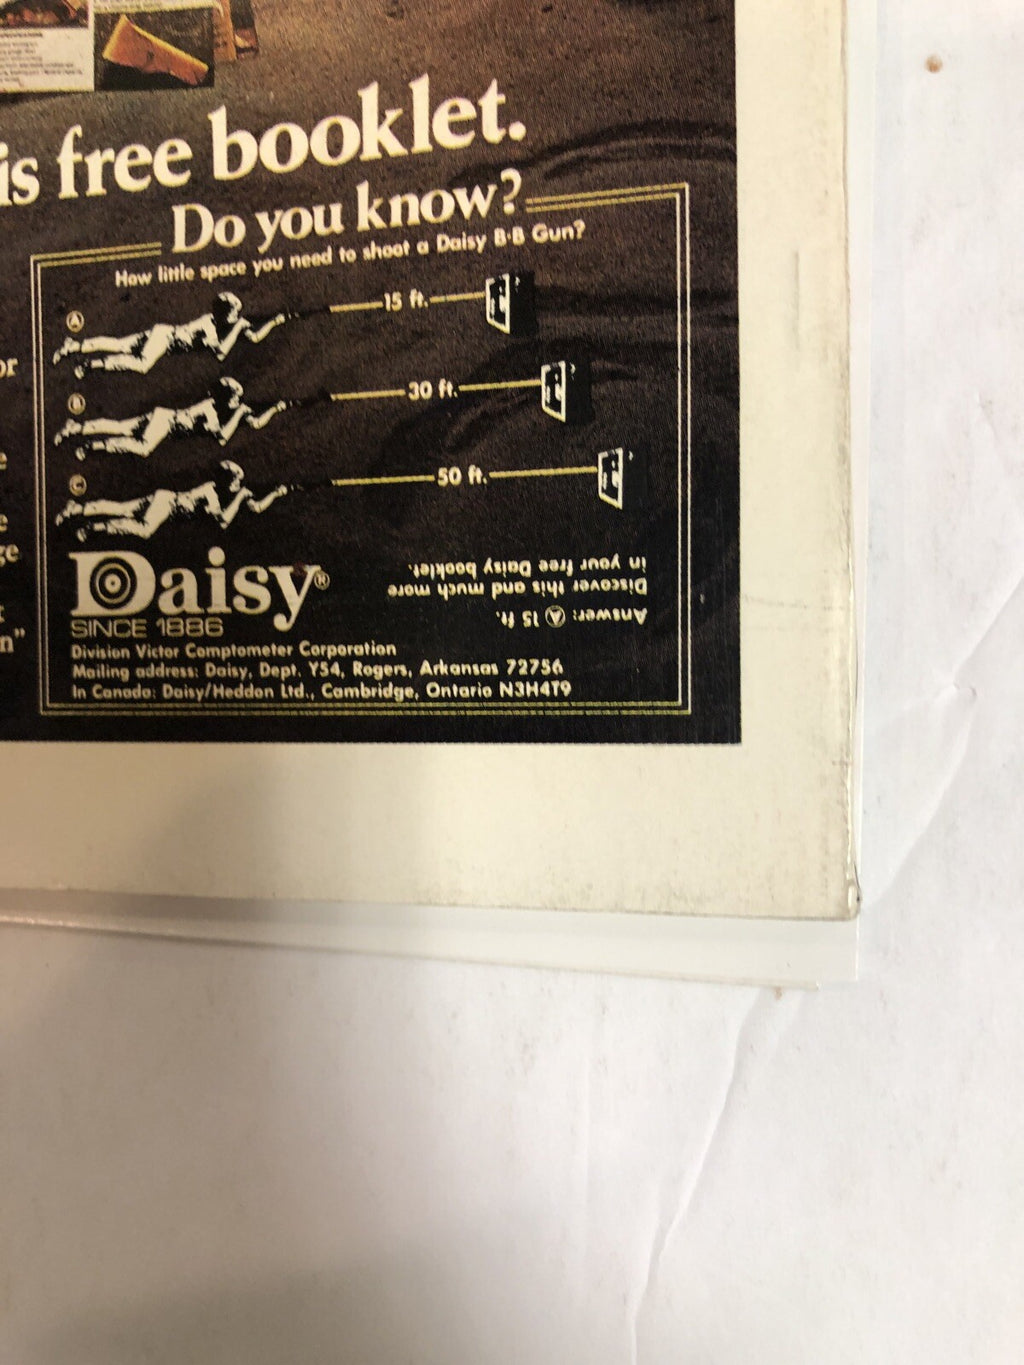 is free booklet.
Do you know?
How little space you need to shoot a Daisy B·B Gun?
A
15 ft.
B
30 ft.
C
50 ft.
or
e
e
ge
t
n”
Daisy®
SINCE 1886
Answer: A 15 ft.
Discover this and much more
in your free Daisy booklet.
Division Victor Comptometer Corporation
Mailing address: Daisy, Dept. Y54, Rogers, Arkansas 72756
In Canada: Daisy/Heddon Ltd., Cambridge, Ontario N3H4T9